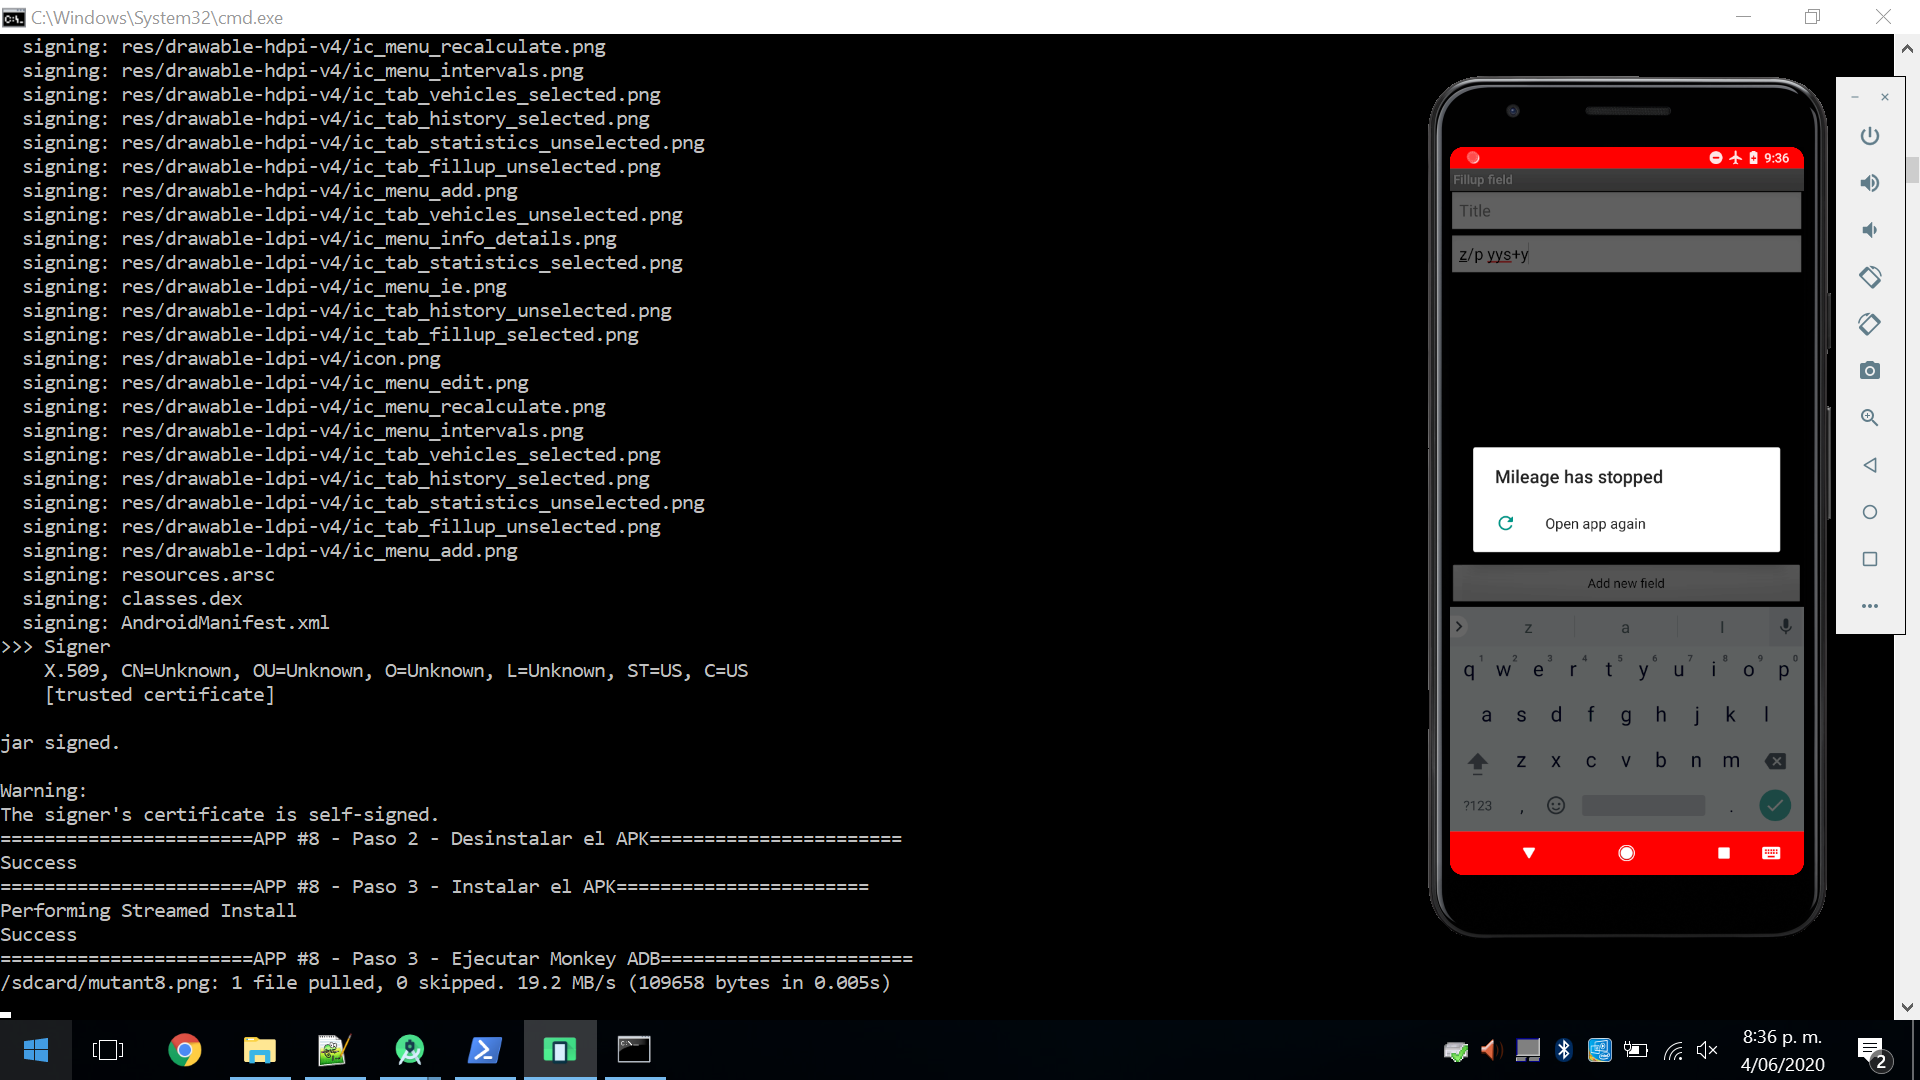 C:\Windows\System32\cmd.exe
signing: res/drawable-hdpi-v4/ic_menu_recalculate.png
signing: res/drawable-hdpi-v4/ic_menu_intervals.png
signing: res/drawable-hdpi-v4/ic_tab_vehicles_selected.png
signing: res/drawable-hdpi-v4/ic_tab_history_selected.png
signing: res/drawable-hdpi-v4/ic_tab_statistics_unselected.png
signing: res/drawable-hdpi-v4/ic_tab_fillup_unselected.png
signing: res/drawable-hdpi-v4/ic_menu_add.png
signing: res/drawable-ldpi-v4/ic_tab_vehicles_unselected.png
signing: res/drawable-ldpi-v4/ic_menu_info_details.png
signing: res/drawable-ldpi-v4/ic_tab_statistics_selected.png
signing: res/drawable-ldpi-v4/ic_menu_ie.png
signing: res/drawable-ldpi-v4/ic_tab_history_unselected.png
signing: res/drawable-ldpi-v4/ic_tab_fillup_selected.png
signing: res/drawable-ldpi-v4/icon.png
signing: res/drawable-ldpi-v4/ic_menu_edit.png
signing: res/drawable-ldpi-v4/ic_menu_recalculate.png
signing: res/drawable-ldpi-v4/ic_menu_intervals.png
signing: res/drawable-ldpi-v4/ic_tab_vehicles_selected.png
signing: res/drawable-ldpi-v4/ic_tab_history_selected.png
signing: res/drawable-ldpi-v4/ic_tab_statistics_unselected.png
signing: res/drawable-ldpi-v4/ic_tab_fillup_unselected.png
signing: res/drawable-ldpi-v4/ic_menu_add.png
signing: resources.arsc
signing: classes.dex
signing: AndroidManifest.xml
>>> Signer
X.509, CN=Unknown, OU=Unknown, O=Unknown, L=Unknown, ST=US, C=US
[trusted certificate]
jar signed.
Warning:
The signer's certificate is self-signed.
=======================APP #8 - Paso 2 - Desinstalar el APK=======================
Success
=======================APP #8 - Paso 3 - Instalar el APK=======================
Performing Streamed Install
Success
=======================APP #8 - Paso 3 - Ejecutar Monkey ADB=======================
/sdcard/mutant8.png: 1 file pulled, 0 skipped. 19.2 MB/s (109658 bytes in 0.005s)
9:36
Fillup field
Title
z/p yys+y
Mileage has stopped
Open app again
Add new field
z a l
1 2 3 4 5 6 7 8 9 0
q w e r t y u i o p
a s d f g h j k l
z x c v b n m
?123 , .
8:36 p. m.
4/06/2020
2